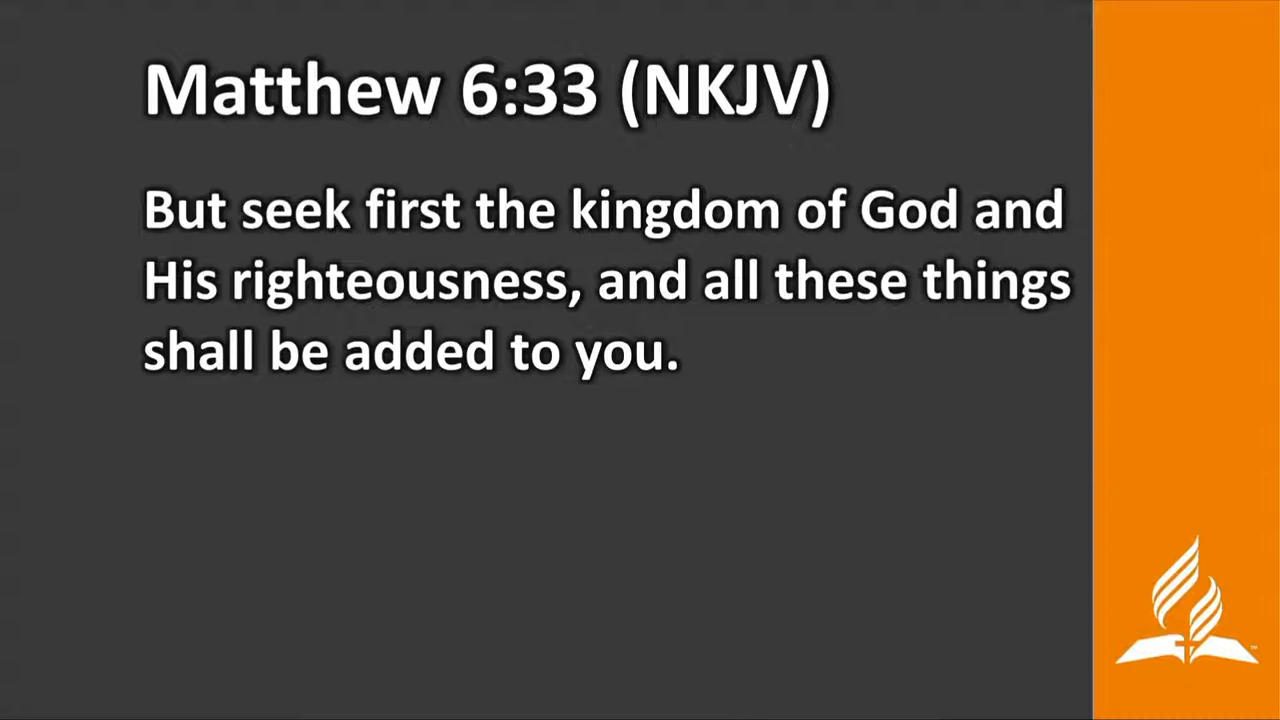 Matthew 6:33 (NKJV)
But seek first the kingdom of God and
His righteousness, and all these things
shall be added to you.